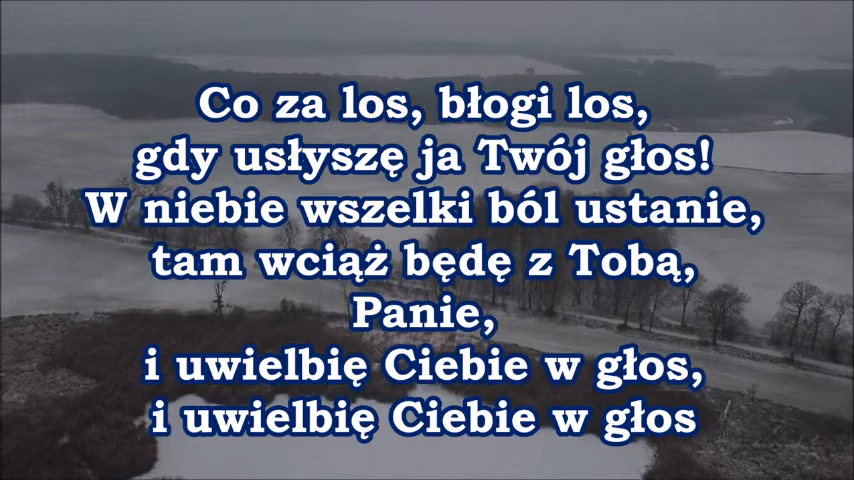 Co za los, błogi los,
gdy usłyszę ja Twój głos!
W niebie wszelki ból ustanie,
tam wciąż będę z Tobą,
Panie,
i uwielbię Ciebie w głos,
i uwielbię Ciebie w głos